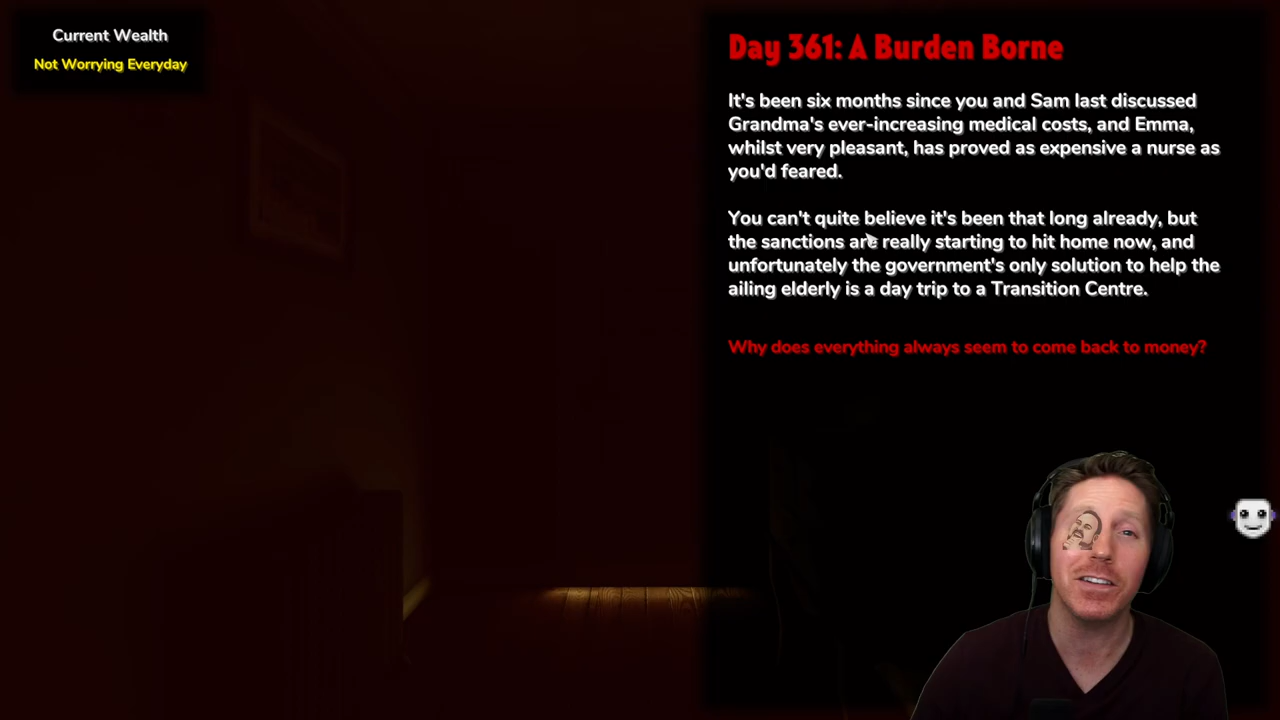 Current Wealth
Not Worrying Everyday
Day 361: A Burden Borne
It's been six months since you and Sam last discussed
Grandma's ever-increasing medical costs, and Emma,
whilst very pleasant, has proved as expensive a nurse as
you'd feared.
You can't quite believe it's been that long already, but
the sanctions are really starting to hit home now, and
unfortunately the government's only solution to help the
ailing elderly is a day trip to a Transition Centre.
Why does everything always seem to come back to money?